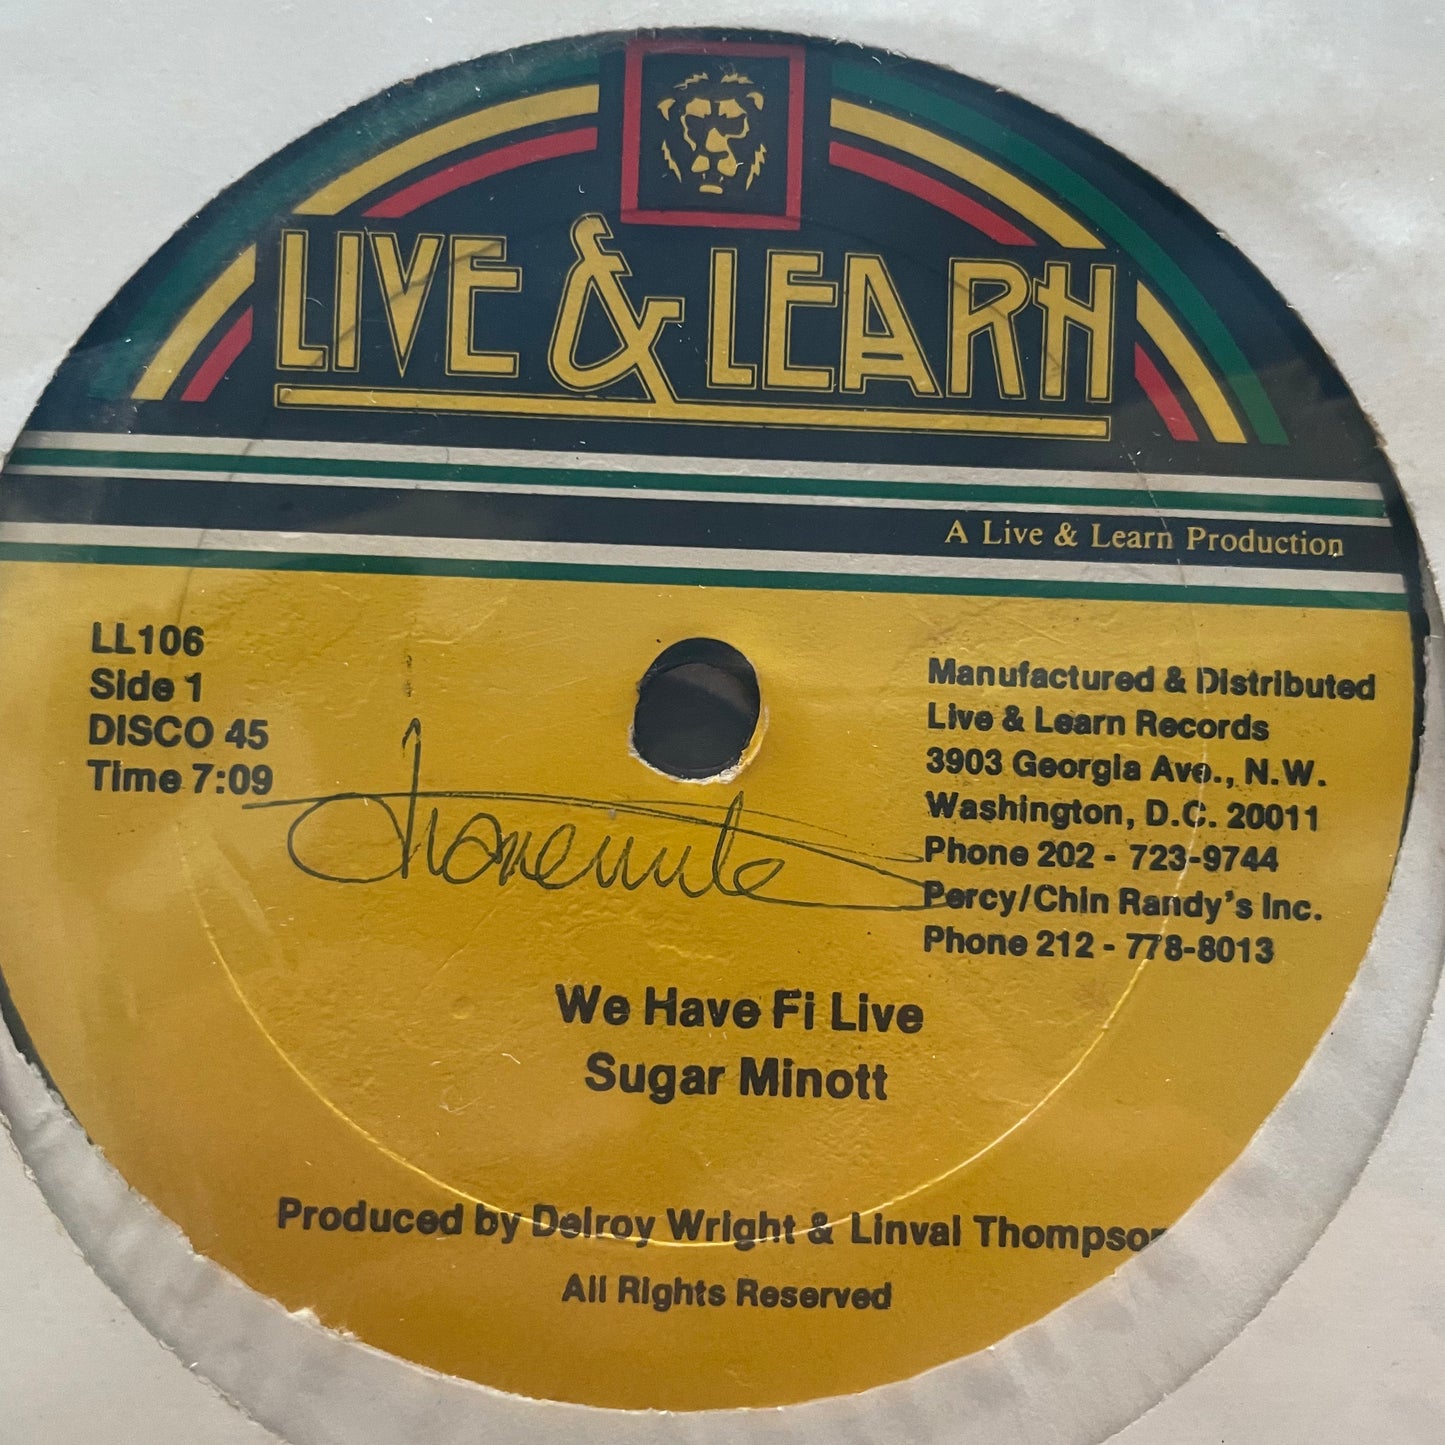 LIVE & LEARN
A Live & Learn Production
LL106
Side 1
DISCO 45
Time 7:09
Manufactured & Distributed
Live & Learn Records
3903 Georgia Ave., N.W.
Washington, D.C. 20011
Phone 202 - 723-9744
Percy/Chin Randy's Inc.
Phone 212 - 778-8013
We Have Fi Live
Sugar Minott
Produced by Delroy Wright & Linval Thompson
All Rights Reserved